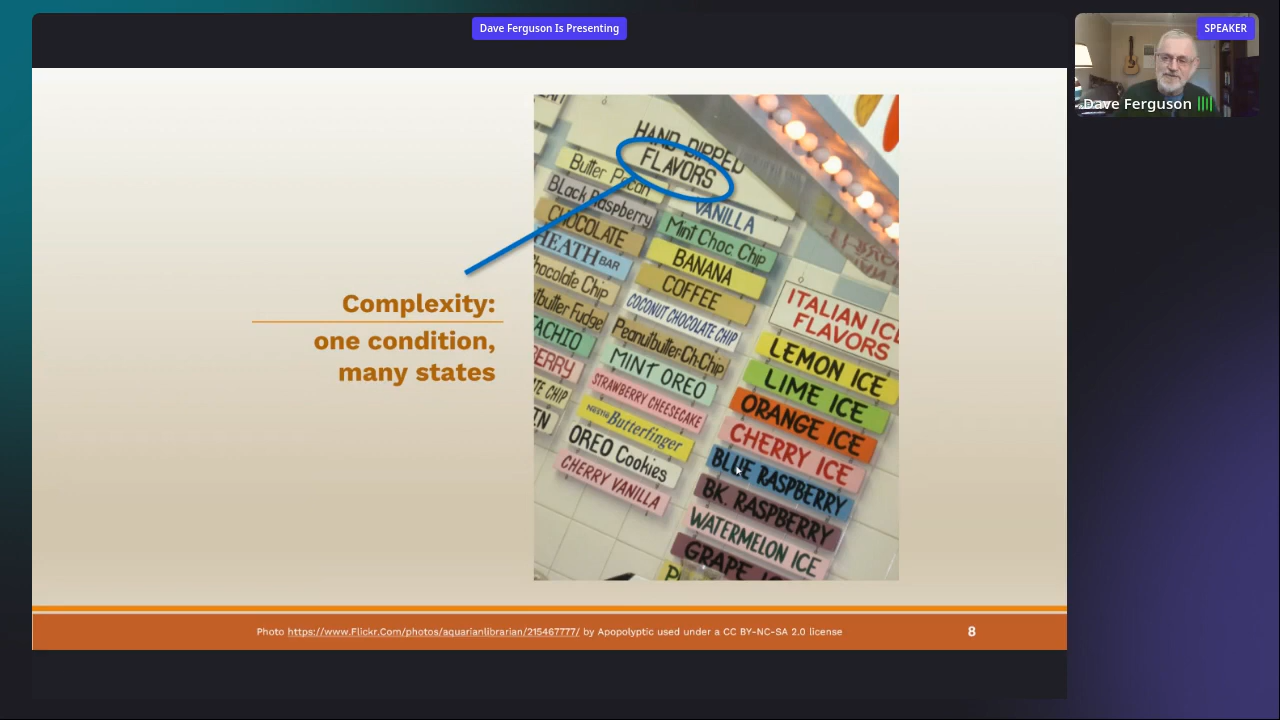 Dave Ferguson Is Presenting
SPEAKER
Dave Ferguson
Complexity:
one condition,
many states
HAND DIPPED
FLAVORS
Butter Pecan
Black Raspberry
CHOCOLATE
HEATH BAR
Chip
Fudge
VANILLA
Mint Choc. Chip
BANANA
COFFEE
COCONUT CHOCOLATE CHIP
Peanutbutter Ch Chip
MINT OREO
STRAWBERRY CHEESECAKE
NESTLE Butterfinger
OREO Cookies
CHERRY VANILLA
ITALIAN ICE
FLAVORS
LEMON ICE
LIME ICE
ORANGE ICE
CHERRY ICE
BLUE RASPBERRY
BK. RASPBERRY
WATERMELON ICE
GRAPE ICE
Photo https://www.Flickr.Com/photos/aquarianlibrarian/215467777/ by Apopolyptic used under a CC BY-NC-SA 2.0 license
8